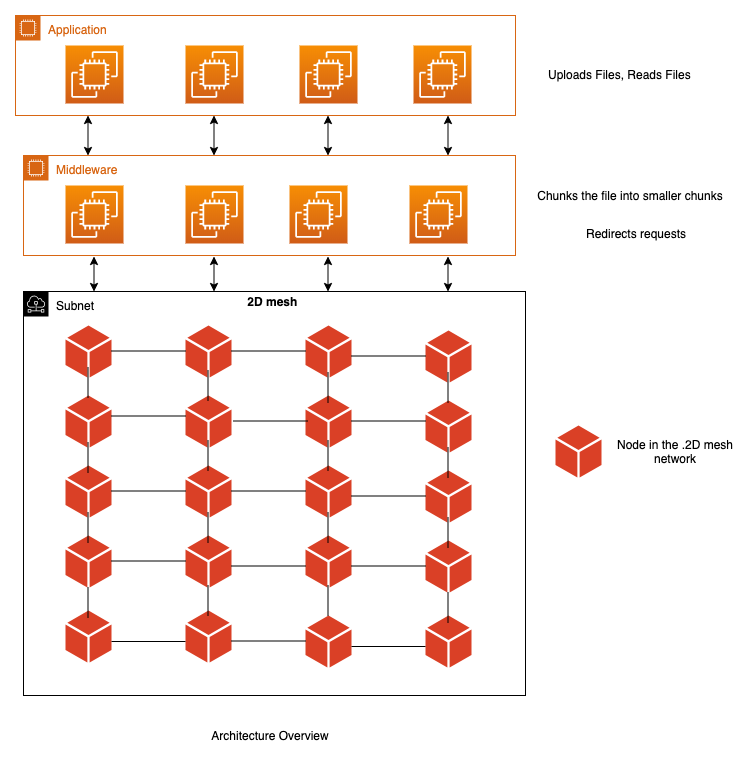 Application
Uploads Files, Reads Files
Middleware
Chunks the file into smaller chunks
Redirects requests
Subnet
2D mesh
Node in the .2D mesh
network
Architecture Overview